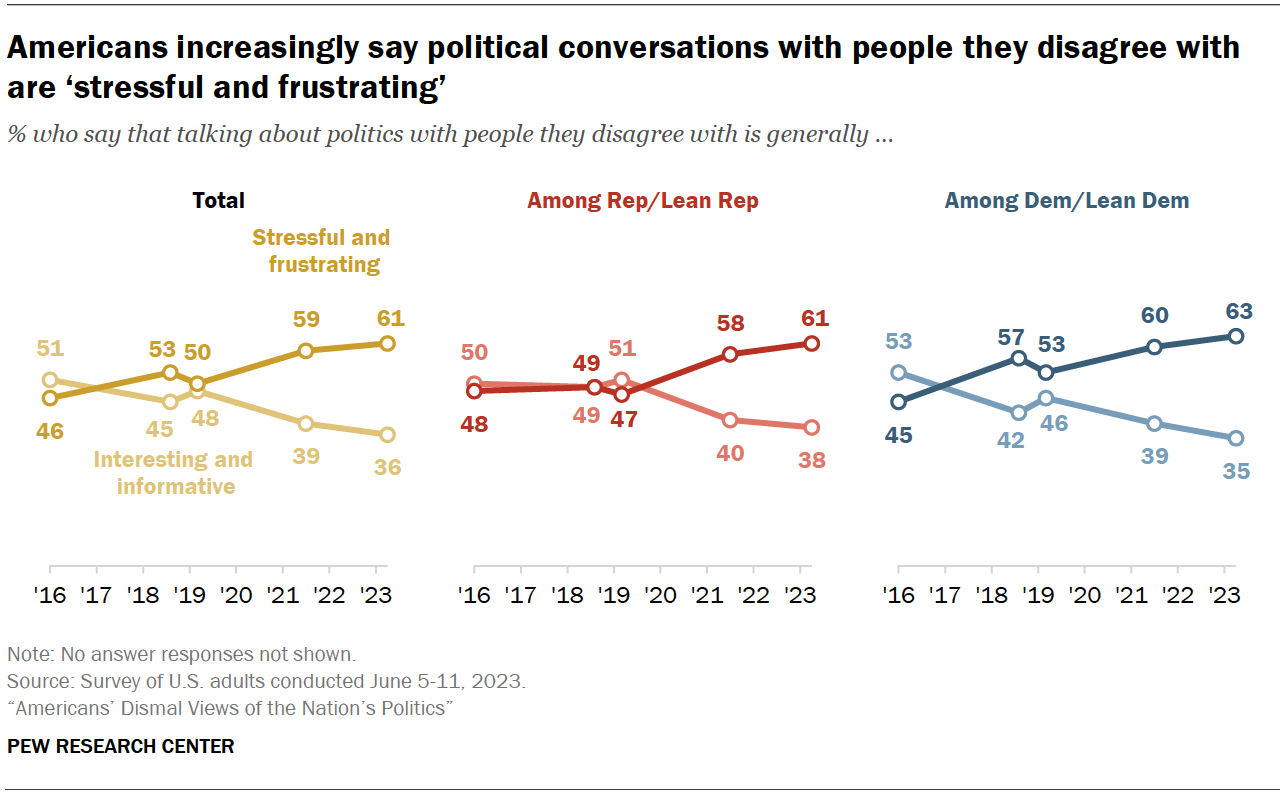 Americans increasingly say political conversations with people they disagree with
are ‘stressful and frustrating’
% who say that talking about politics with people they disagree with is generally ...
Total
Stressful and
frustrating
51
53
50
59
61
46
45
48
39
36
Interesting and
informative
'16 '17 '18 '19 '20 '21 '22 '23
Among Rep/Lean Rep
50
49
51
58
61
48
49
47
40
38
'16 '17 '18 '19 '20 '21 '22 '23
Among Dem/Lean Dem
53
57
53
60
63
45
42
46
39
35
'16 '17 '18 '19 '20 '21 '22 '23
Note: No answer responses not shown.
Source: Survey of U.S. adults conducted June 5-11, 2023.
“Americans’ Dismal Views of the Nation’s Politics”
PEW RESEARCH CENTER